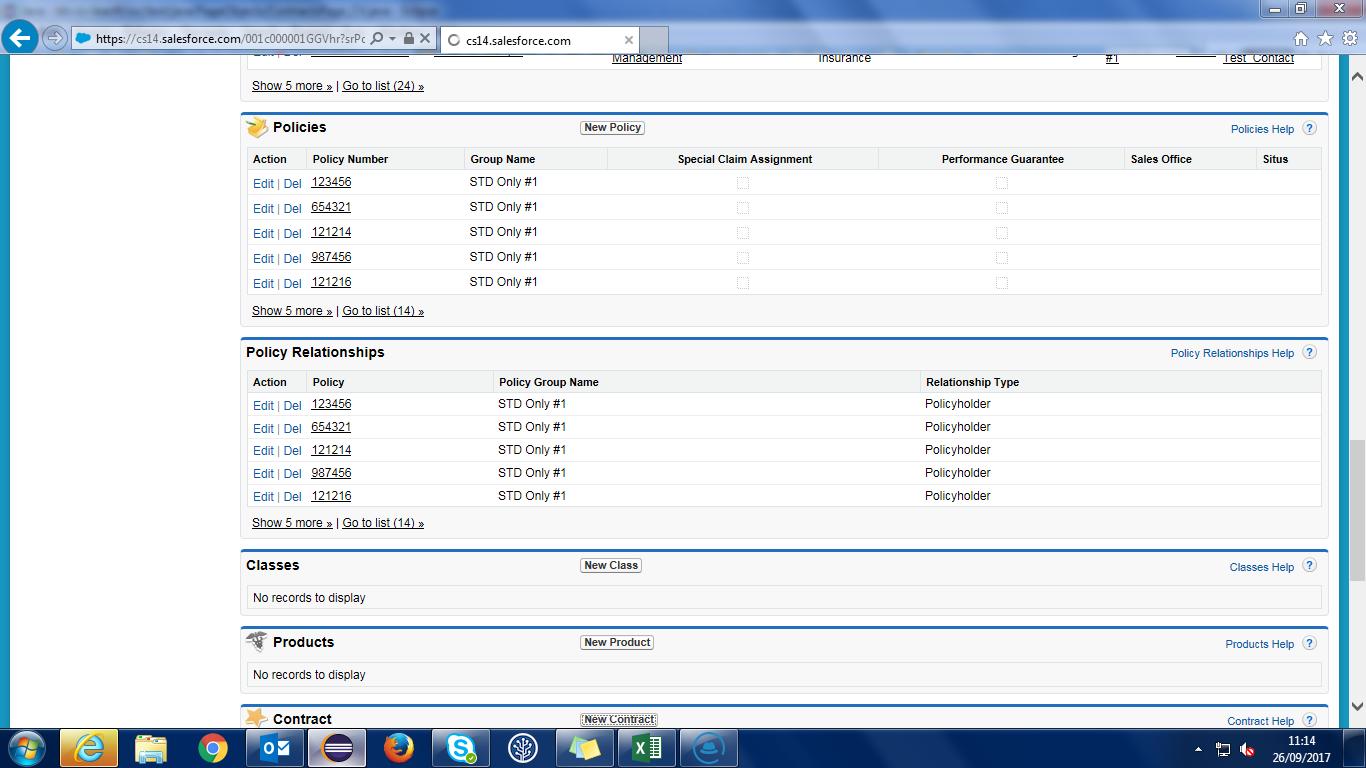 https://cs14.salesforce.com/001c000001GGVhr?srPc
cs14.salesforce.com
Management Insurance #1 Test Contact
Show 5 more » | Go to list (24) »
Policies New Policy Policies Help ?
Action Policy Number Group Name Special Claim Assignment Performance Guarantee Sales Office Situs
Edit | Del 123456 STD Only #1
Edit | Del 654321 STD Only #1
Edit | Del 121214 STD Only #1
Edit | Del 987456 STD Only #1
Edit | Del 121216 STD Only #1
Show 5 more » | Go to list (14) »
Policy Relationships Policy Relationships Help ?
Action Policy Policy Group Name Relationship Type
Edit | Del 123456 STD Only #1 Policyholder
Edit | Del 654321 STD Only #1 Policyholder
Edit | Del 121214 STD Only #1 Policyholder
Edit | Del 987456 STD Only #1 Policyholder
Edit | Del 121216 STD Only #1 Policyholder
Show 5 more » | Go to list (14) »
Classes New Class Classes Help ?
No records to display
Products New Product Products Help ?
No records to display
Contract New Contract Contract Help ?
11:14
26/09/2017